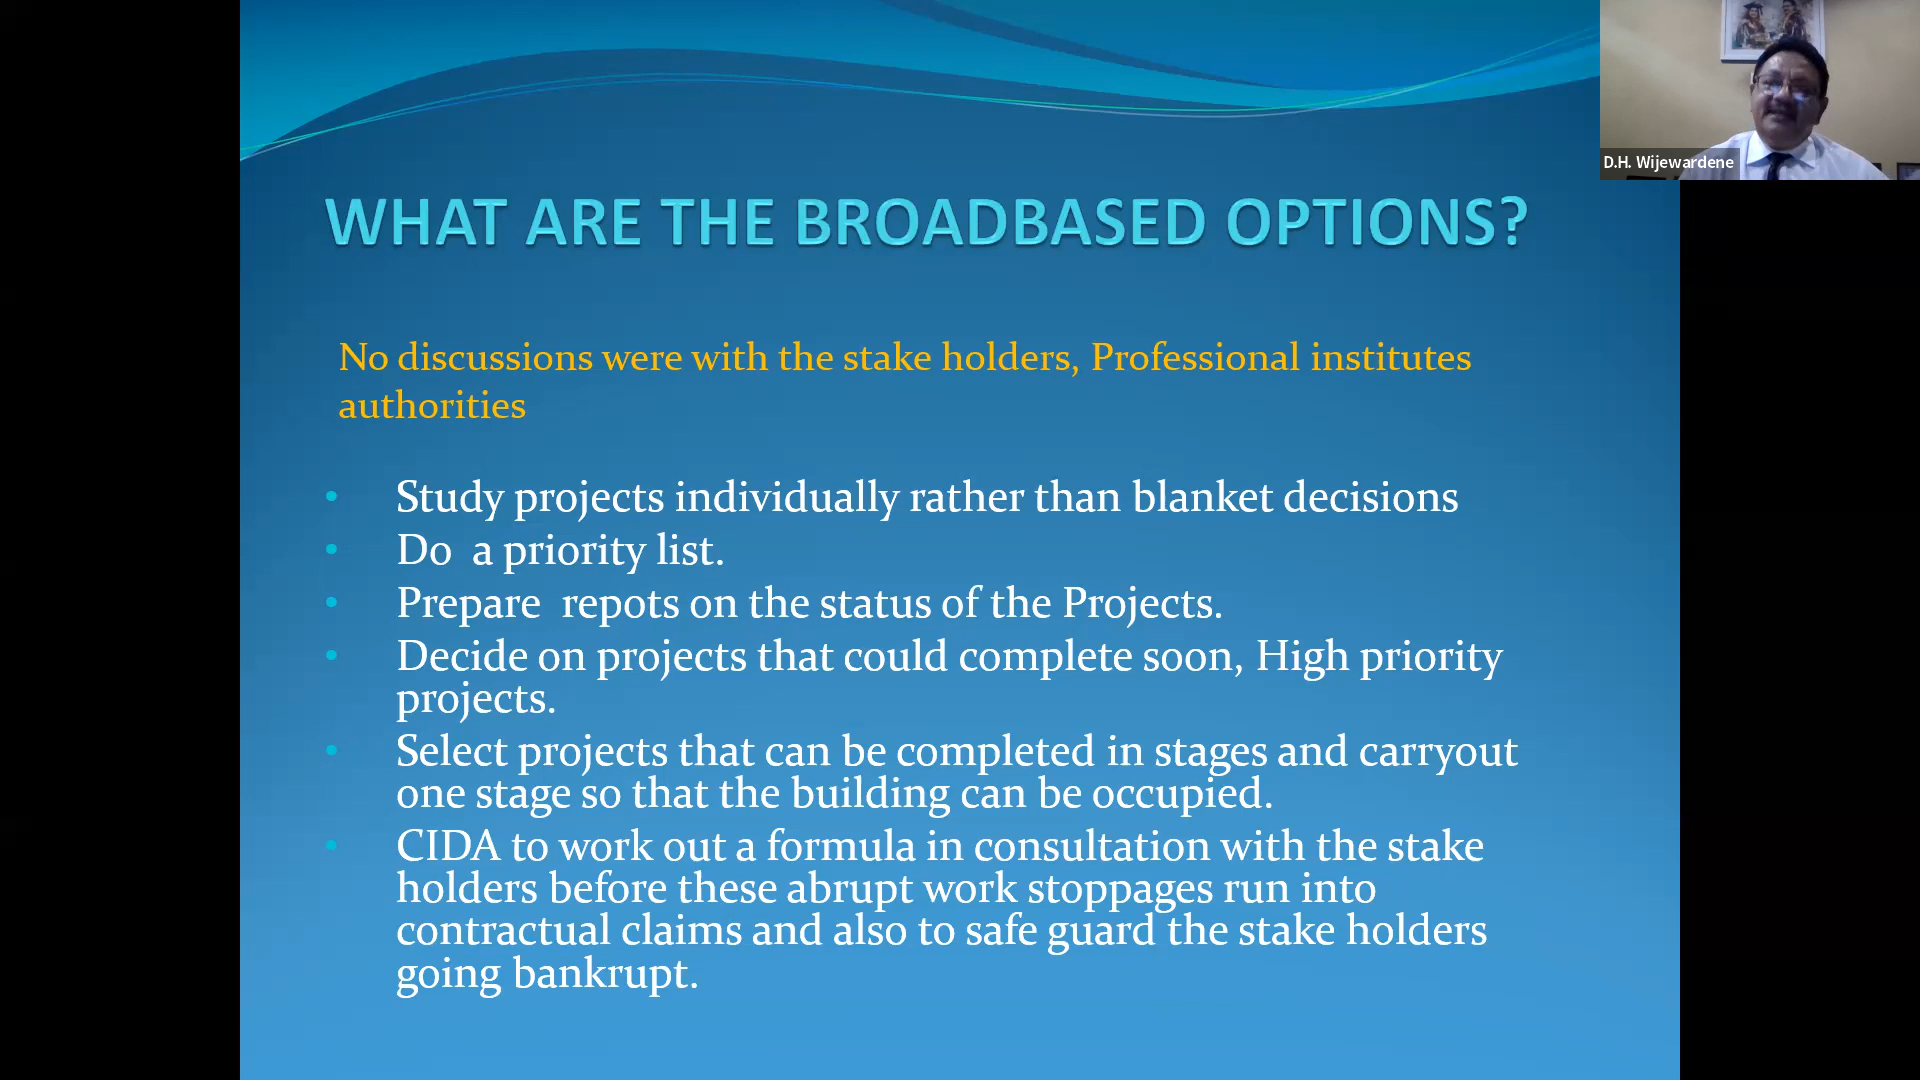 WHAT ARE THE BROADBASED OPTIONS?
No discussions were with the stake holders, Professional institutes
authorities
• Study projects individually rather than blanket decisions
• Do a priority list.
• Prepare repots on the status of the Projects.
• Decide on projects that could complete soon, High priority
projects.
• Select projects that can be completed in stages and carryout
one stage so that the building can be occupied.
• CIDA to work out a formula in consultation with the stake
holders before these abrupt work stoppages run into
contractual claims and also to safe guard the stake holders
going bankrupt.
D.H. Wijewardene